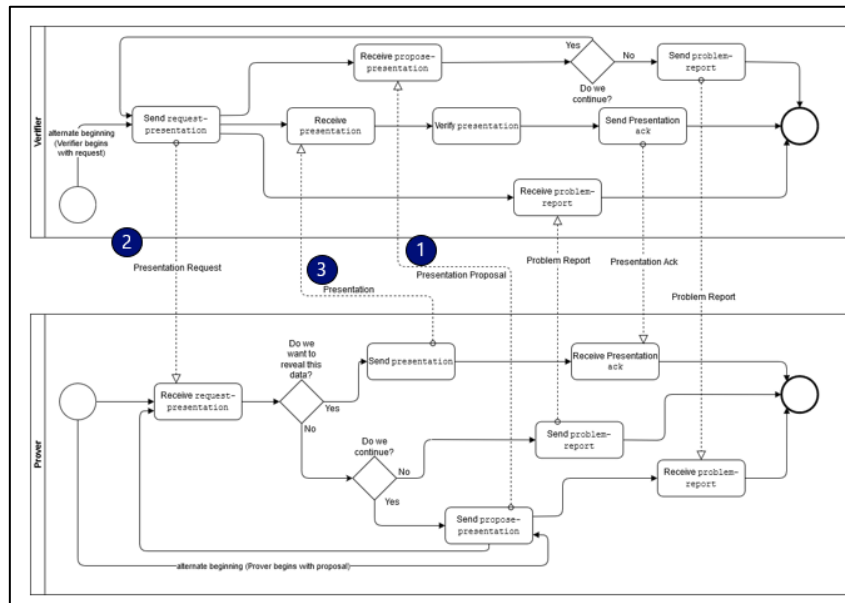 Verifier
Yes
No
Receive propose-
presentation
Send problem-
report
Do we
continue?
alternate beginning
(Verifier begins
with request)
Send request-
presentation
Receive
presentation
Verify presentation
Send Presentation
ack
Receive problem-
report
2
Presentation Request
3
Presentation
1
Presentation Proposal
Problem Report
Presentation Ack
Problem Report
Prover
Do we
want to
reveal this
data?
Send presentation
Receive Presentation
ack
Receive request-
presentation
Yes
No
Do we
continue?
No
Yes
Send problem-
report
Receive problem-
report
Send propose-
presentation
alternate beginning (Prover begins with proposal)